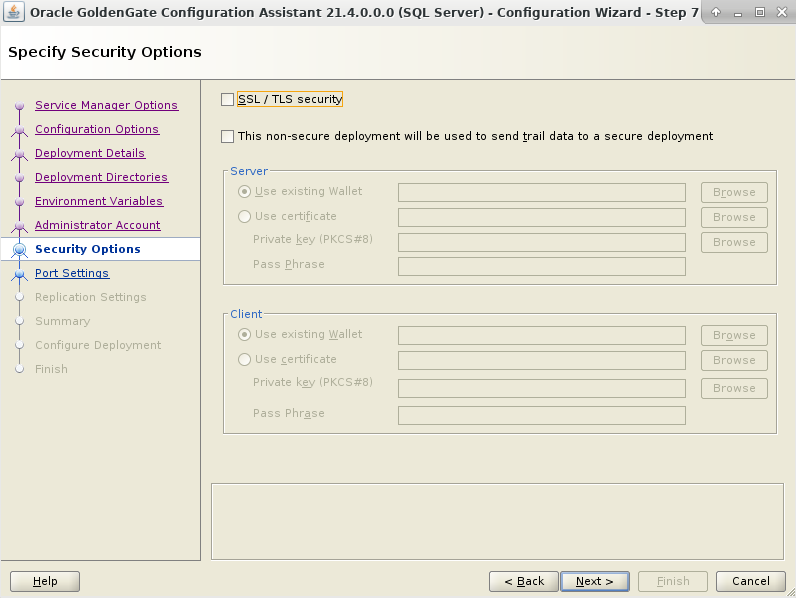 Oracle GoldenGate Configuration Assistant 21.4.0.0.0 (SQL Server) - Configuration Wizard - Step 7
Specify Security Options
Service Manager Options
Configuration Options
Deployment Details
Deployment Directories
Environment Variables
Administrator Account
Security Options
Port Settings
Replication Settings
Summary
Configure Deployment
Finish
SSL / TLS security
This non-secure deployment will be used to send trail data to a secure deployment
Server
Use existing Wallet
Browse
Use certificate
Browse
Private key (PKCS#8)
Browse
Pass Phrase
Client
Use existing Wallet
Browse
Use certificate
Browse
Private key (PKCS#8)
Browse
Pass Phrase
Help
< Back
Next >
Finish
Cancel